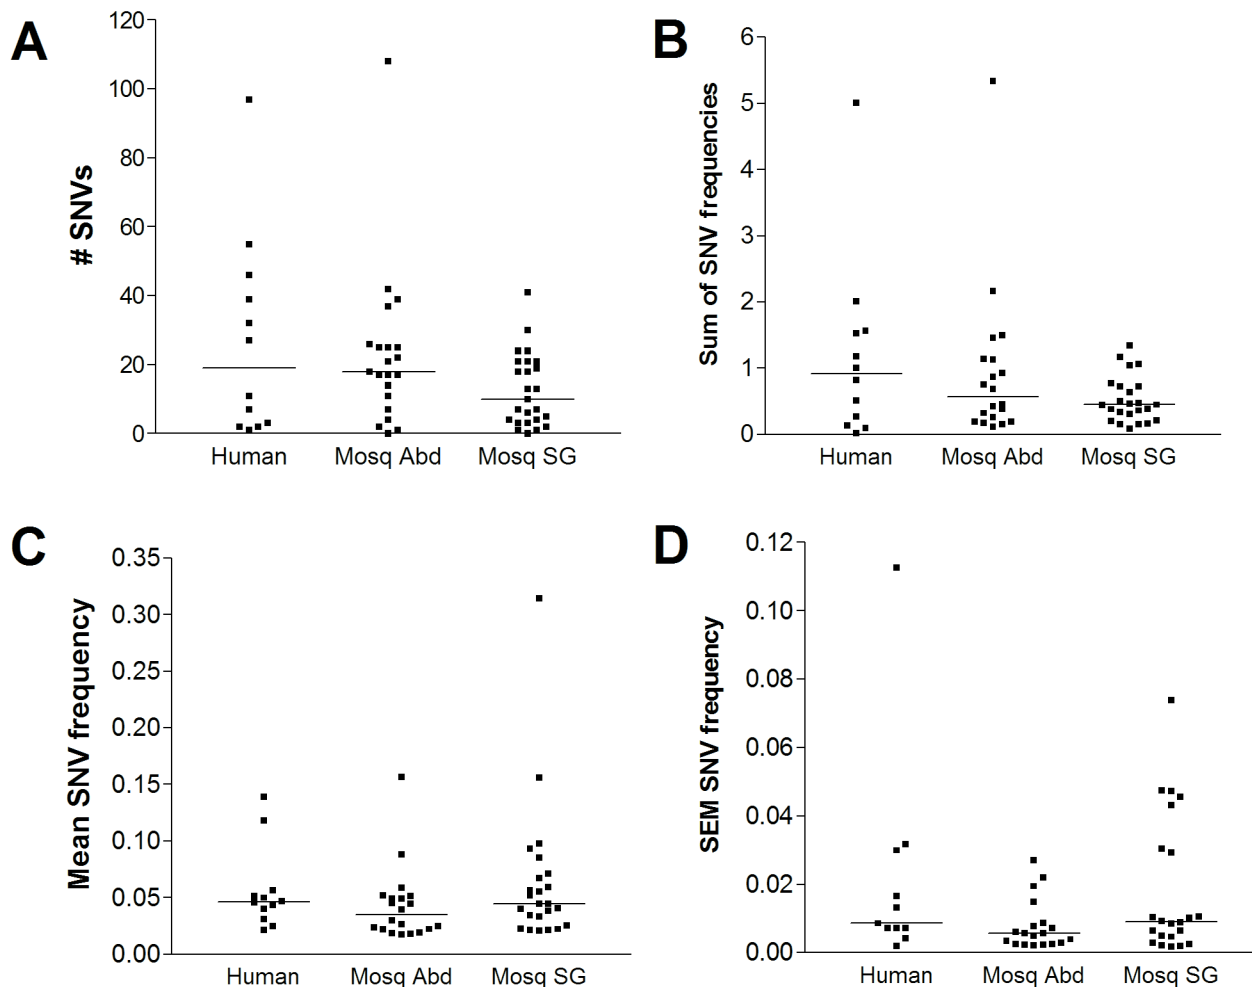 A
# SNVs
120
100
80
60
40
20
0
Human Mosq Abd Mosq SG
B
Sum of SNV frequencies
6
5
4
3
2
1
0
Human Mosq Abd Mosq SG
C
Mean SNV frequency
0.35
0.30
0.25
0.20
0.15
0.10
0.05
0.00
Human Mosq Abd Mosq SG
D
SEM SNV frequency
0.12
0.10
0.08
0.06
0.04
0.02
0.00
Human Mosq Abd Mosq SG